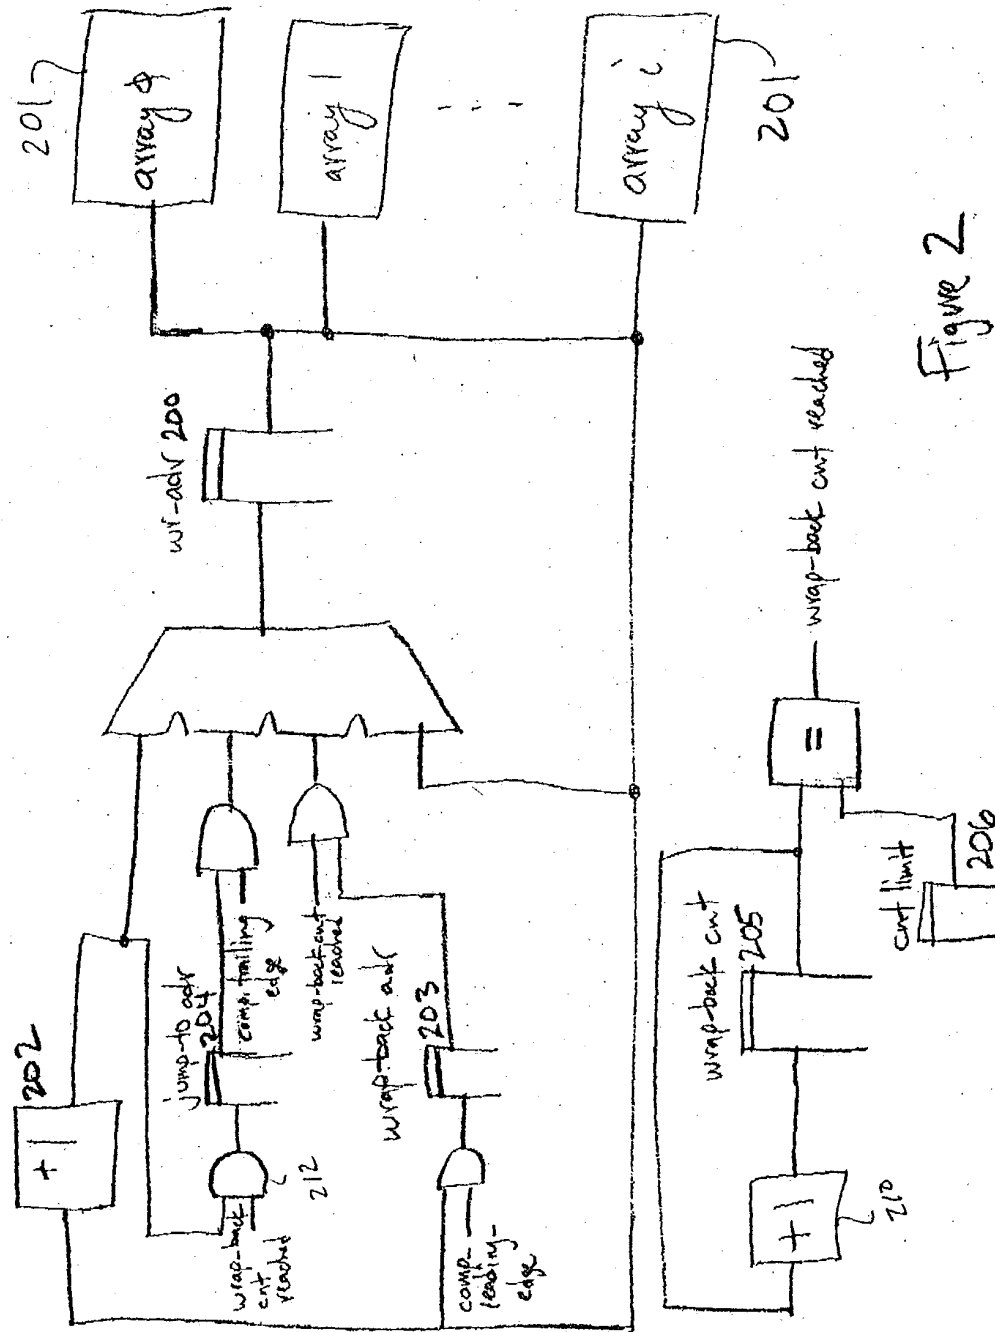 201
array φ
array 1
array i
201
wr-adr 200
+1
202
jump-to adr
204
comp. trailing
edge
wrap-back cnt
reached
wrap-back adr
203
212
wrap-back
cnt
reached
comp.
leading-
edge
wrap-back cnt
205
+1
210
cnt limit
206
=
wrap-back cnt reached
Figure 2